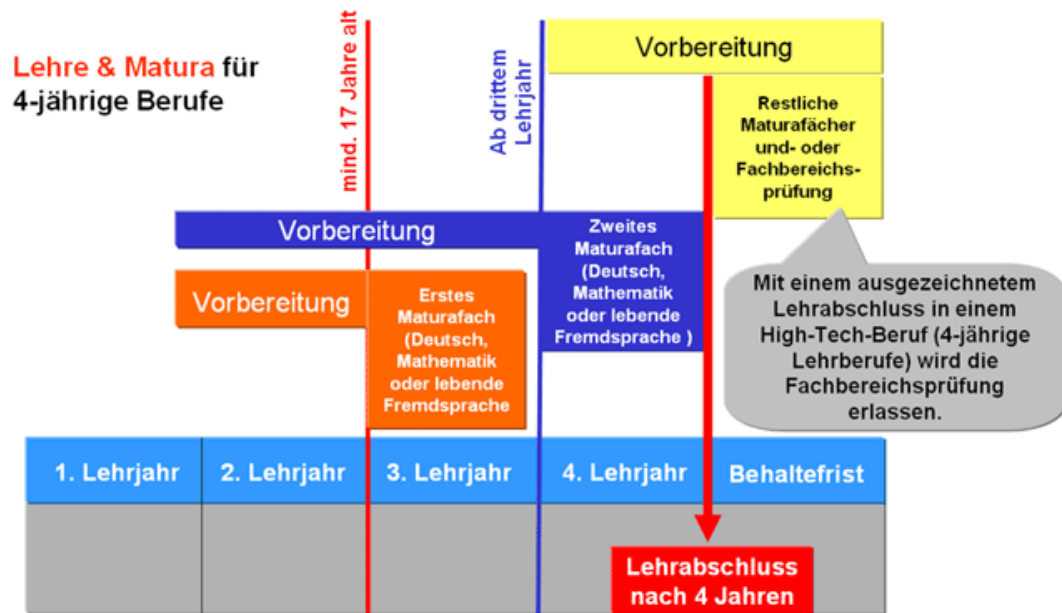 Lehre & Matura für
4-jährige Berufe
mind. 17 Jahre alt
Ab drittem
Lehrjahr
Vorbereitung
Restliche
Maturafächer
und- oder
Fachbereichs-
prüfung
Vorbereitung
Zweites
Maturafach
(Deutsch,
Mathematik
oder lebende
Fremdsprache )
Vorbereitung
Erstes
Maturafach
(Deutsch,
Mathematik
oder lebende
Fremdsprache
Mit einem ausgezeichnetem
Lehrabschluss in einem
High-Tech-Beruf (4-jährige
Lehrberufe) wird die
Fachbereichsprüfung
erlassen.
1. Lehrjahr
2. Lehrjahr
3. Lehrjahr
4. Lehrjahr
Behaltefrist
Lehrabschluss
nach 4 Jahren